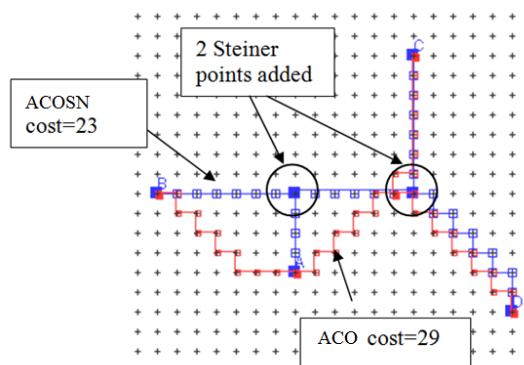 2 Steiner
points added
C
ACOSN
cost=23
B
A
D
ACO cost=29